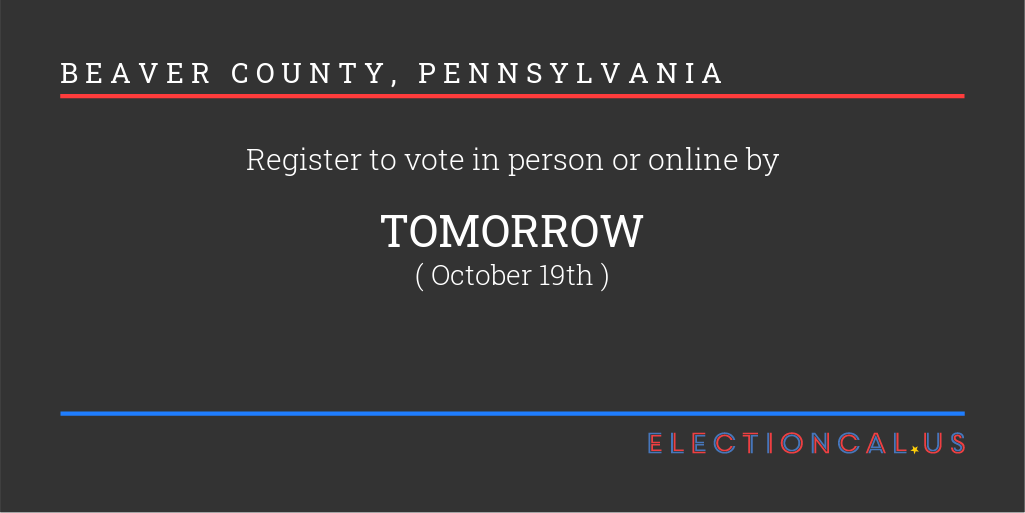 BEAVER COUNTY, PENNSYLVANIA
Register to vote in person or online by
TOMORROW
( October 19th )
ELECTIONCAL.US